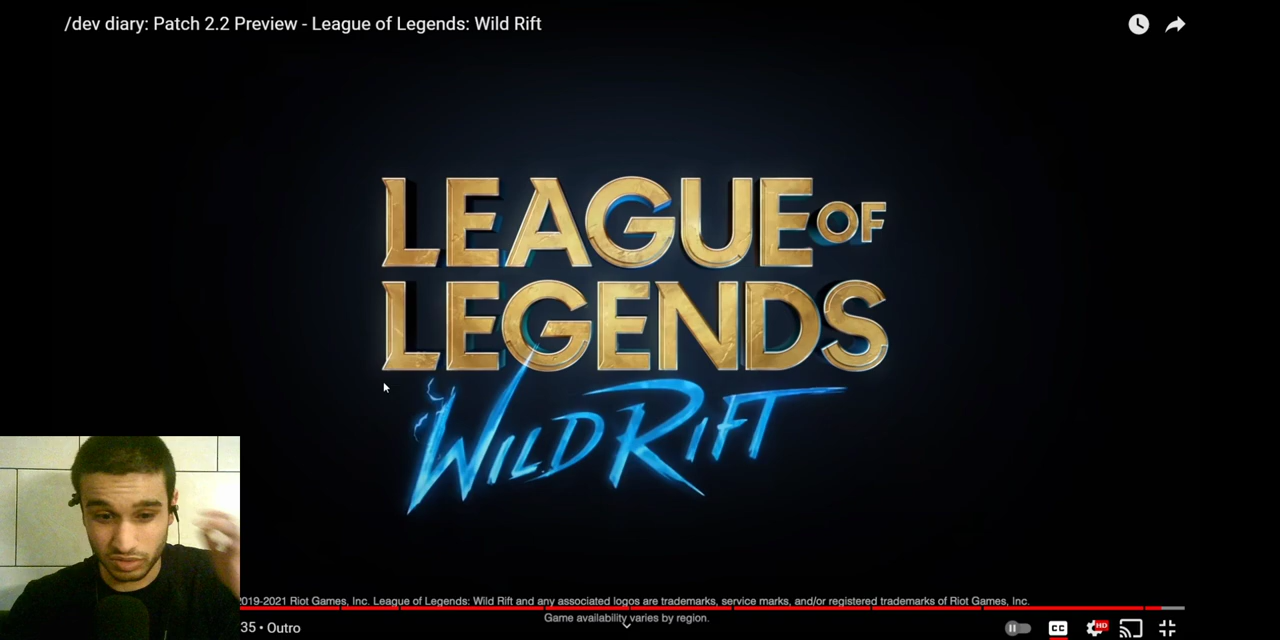 /dev diary: Patch 2.2 Preview - League of Legends: Wild Rift
LEAGUE OF
LEGENDS
WILD RIFT
2019-2021 Riot Games, Inc. League of Legends: Wild Rift and any associated logos are trademarks, service marks, and/or registered trademarks of Riot Games, Inc.
Game availability varies by region.
35 • Outro
CC
HD